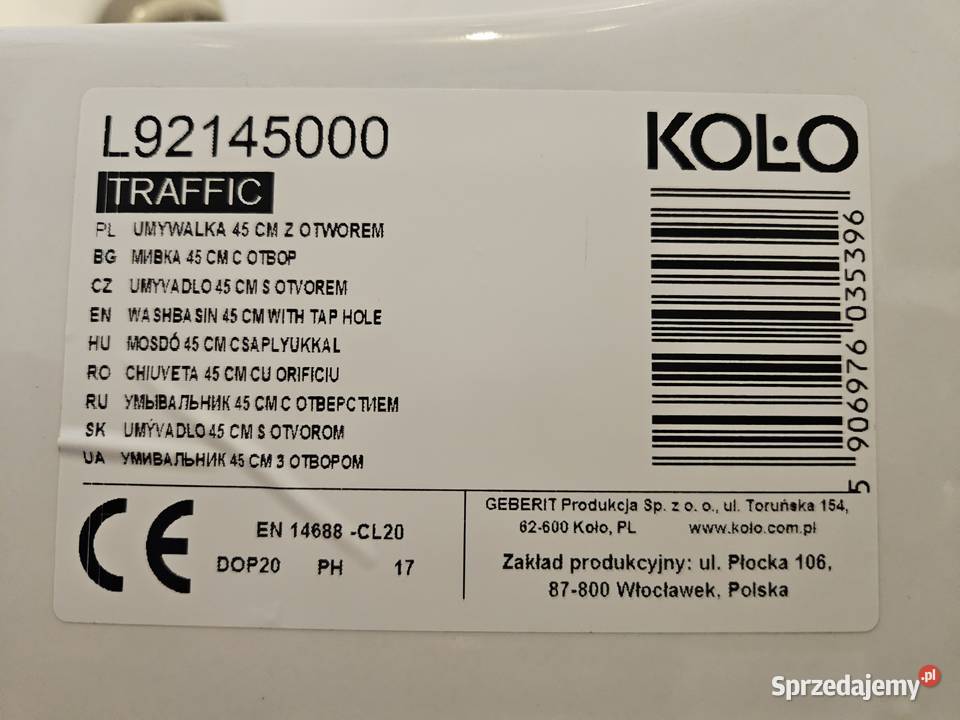 L92145000
KOŁO
TRAFFIC
PL UMYWALKA 45 CM Z OTWOREM
BG МИВКА 45 CM С ОТВОР
CZ UMYVADLO 45 CM S OTVOREM
EN WASHBASIN 45 CM WITH TAP HOLE
HU MOSDÓ 45 CM CSAPLYUKKAL
RO CHIUVETA 45 CM CU ORIFICIU
RU УМЫВАЛЬНИК 45 CM С ОТВЕРСТИЕМ
SK UMÝVADLO 45 CM S OTVOROM
UA УМИВАЛЬНИК 45 CM З ОТВОРОМ
5 906976 035396
CE
EN 14688 -CL20
DOP20 PH 17
GEBERIT Produkcja Sp. z o. o., ul. Toruńska 154,
62-600 Koło, PL www.kolo.com.pl
Zakład produkcyjny: ul. Płocka 106,
87-800 Włocławek, Polska
Sprzedajemy.pl